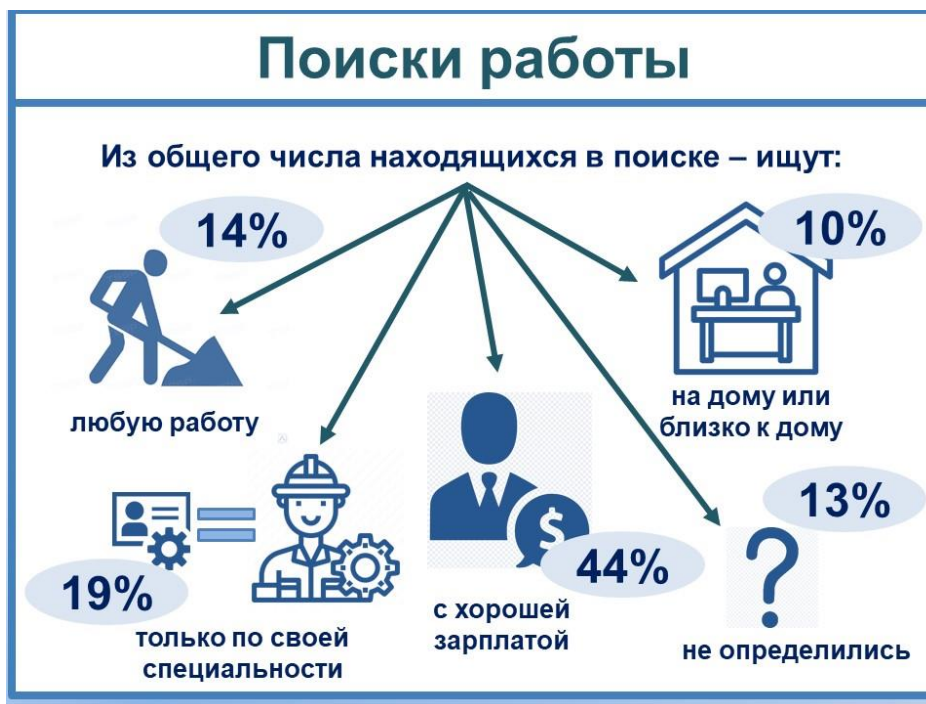 Поиски работы
Из общего числа находящихся в поиске – ищут:
14%
любую работу
10%
на дому или
близко к дому
19%
только по своей
специальности
$
44%
с хорошей
зарплатой
13%
?
не определились